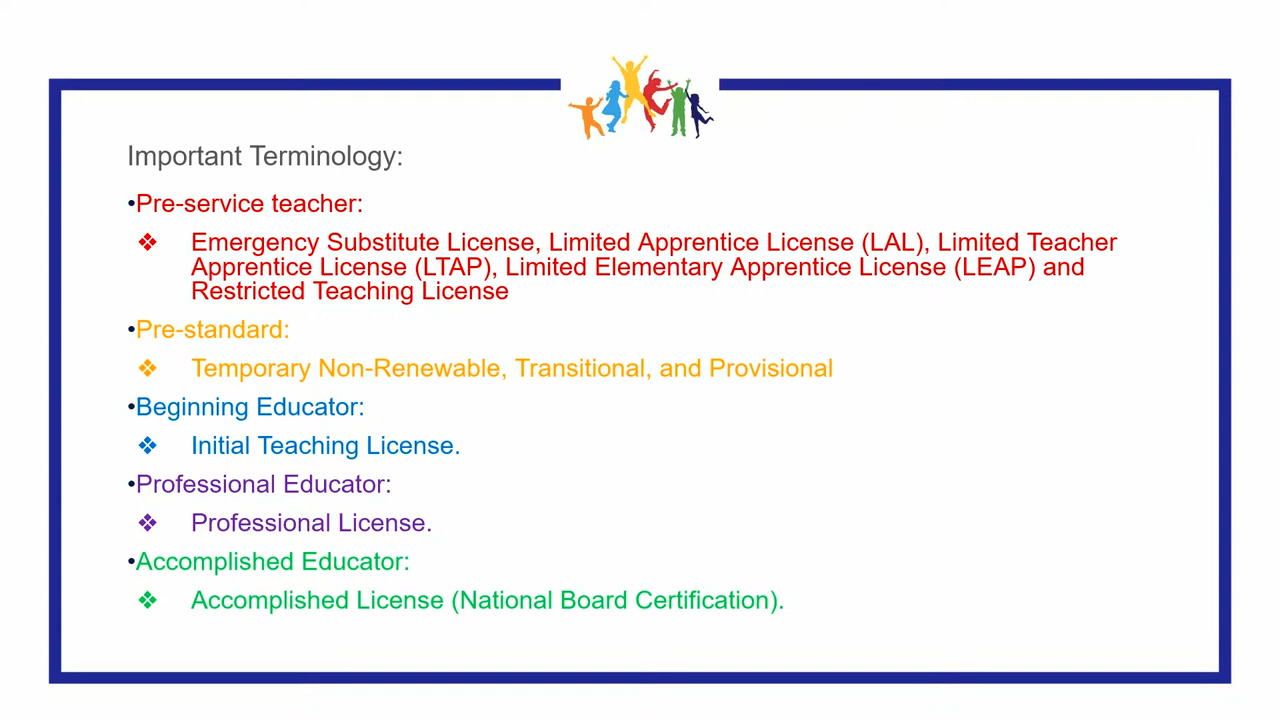 Important Terminology:
•Pre-service teacher:
❖ Emergency Substitute License, Limited Apprentice License (LAL), Limited Teacher
Apprentice License (LTAP), Limited Elementary Apprentice License (LEAP) and
Restricted Teaching License
•Pre-standard:
❖ Temporary Non-Renewable, Transitional, and Provisional
•Beginning Educator:
❖ Initial Teaching License.
•Professional Educator:
❖ Professional License.
•Accomplished Educator:
❖ Accomplished License (National Board Certification).